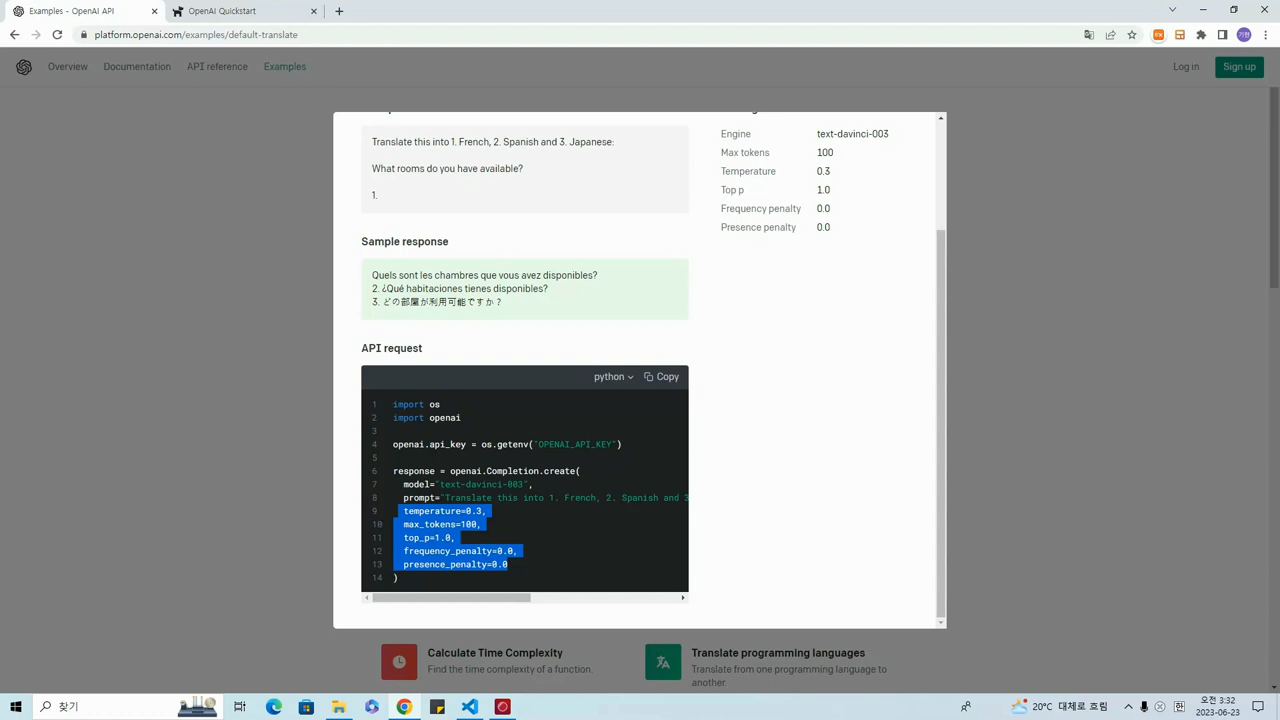 Examples - OpenAI API
OpenAI Quickstart
platform.openai.com/examples/default-translate
기헌
Overview
Documentation
API reference
Examples
Log in
Sign up
Translate this into 1. French, 2. Spanish and 3. Japanese:
What rooms do you have available?
1.
Sample response
Quels sont les chambres que vous avez disponibles?
2. ¿Qué habitaciones tienes disponibles?
3. どの部屋が利用可能ですか？
API request
python
Copy
1 import os
2 import openai
3
4 openai.api_key = os.getenv("OPENAI_API_KEY")
5
6 response = openai.Completion.create(
7 model="text-davinci-003",
8 prompt="Translate this into 1. French, 2. Spanish and 3
9 temperature=0.3,
10 max_tokens=100,
11 top_p=1.0,
12 frequency_penalty=0.0,
13 presence_penalty=0.0
14 )
Engine text-davinci-003
Max tokens 100
Temperature 0.3
Top p 1.0
Frequency penalty 0.0
Presence penalty 0.0
Calculate Time Complexity
Find the time complexity of a function.
Translate programming languages
Translate from one programming language to
another.
찾기
20°C 대체로 흐림
오전 3:32
2023-06-23